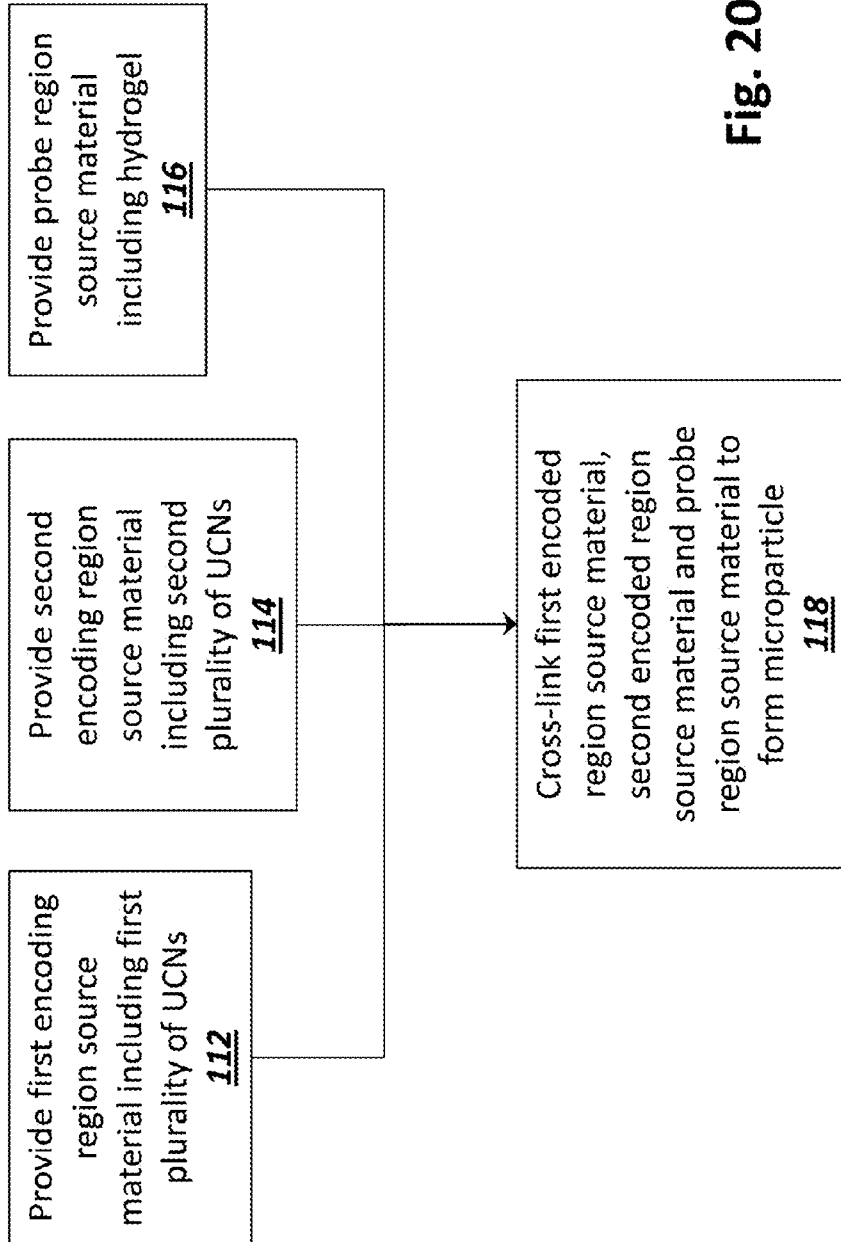 Provide first encoding
region source
material including first
plurality of UCNs
112
Provide second
encoding region
source material
including second
plurality of UCNs
114
Provide probe region
source material
including hydrogel
116
Cross-link first encoded
region source material,
second encoded region
source material and probe
region source material to
form microparticle
118
Fig. 20